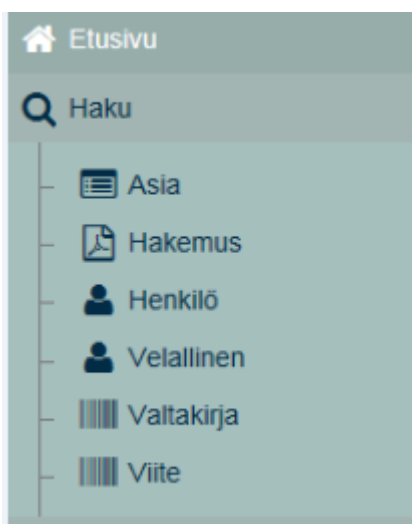 Etusivu
Haku
Asia
Hakemus
Henkilö
Velallinen
Valtakirja
Viite